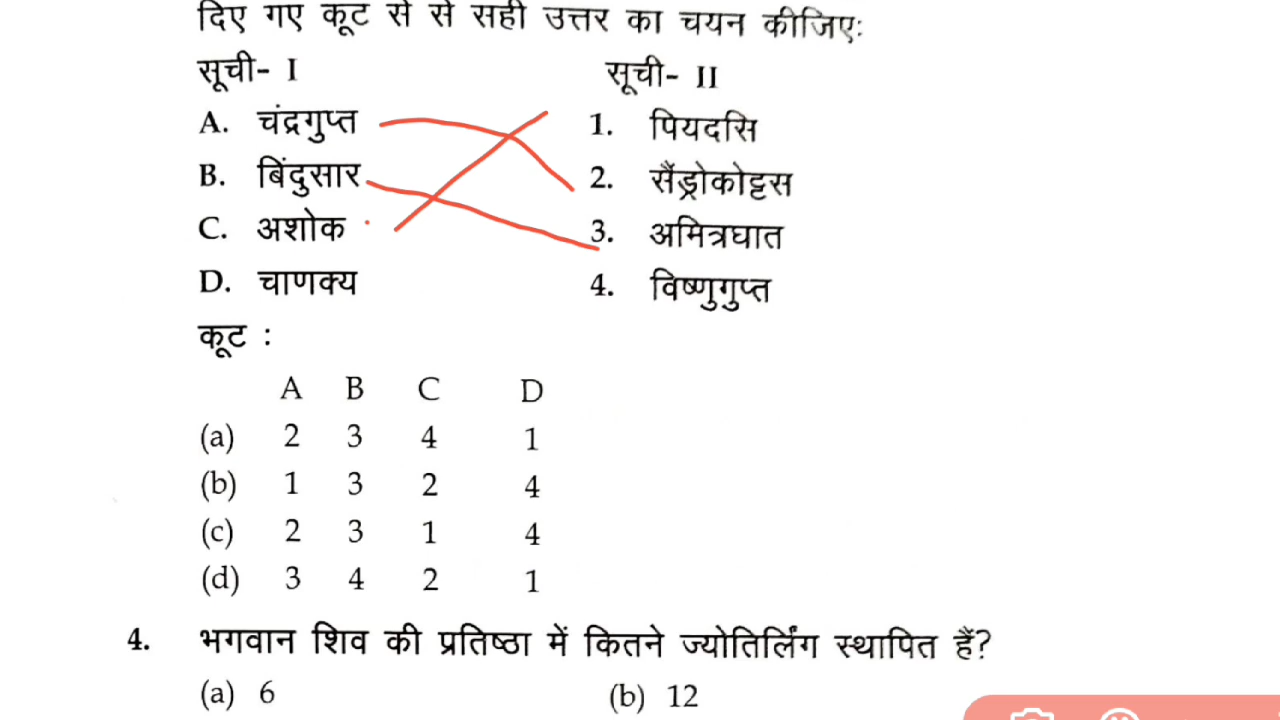 दिए गए कूट से से सही उत्तर का चयन कीजिए:
सूची- I सूची- II
A. चंद्रगुप्त 1. पियदसि
B. बिंदुसार 2. सैंड्रोकोट्टस
C. अशोक 3. अमित्रघात
D. चाणक्य 4. विष्णुगुप्त
कूट :
A B C D
(a) 2 3 4 1
(b) 1 3 2 4
(c) 2 3 1 4
(d) 3 4 2 1
4. भगवान शिव की प्रतिष्ठा में कितने ज्योतिर्लिंग स्थापित हैं?
(a) 6 (b) 12